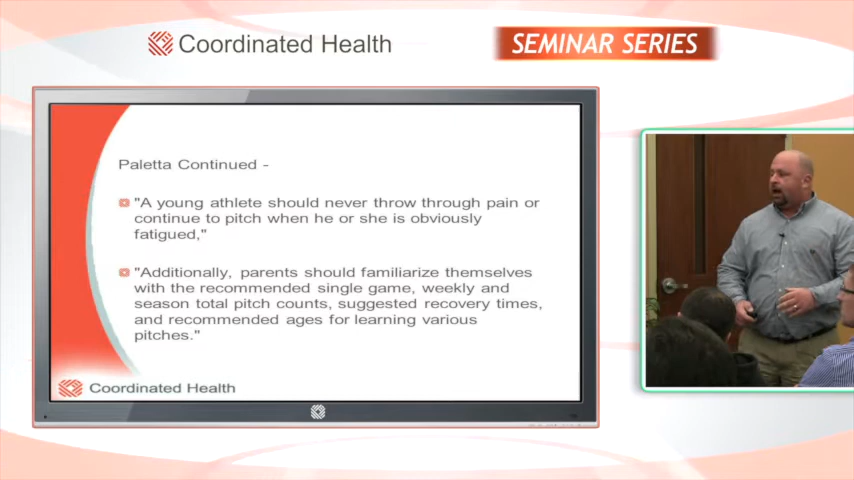 Coordinated Health
SEMINAR SERIES
Paletta Continued -
"A young athlete should never throw through pain or
continue to pitch when he or she is obviously
fatigued,"
"Additionally, parents should familiarize themselves
with the recommended single game, weekly and
season total pitch counts, suggested recovery times,
and recommended ages for learning various
pitches."
Coordinated Health